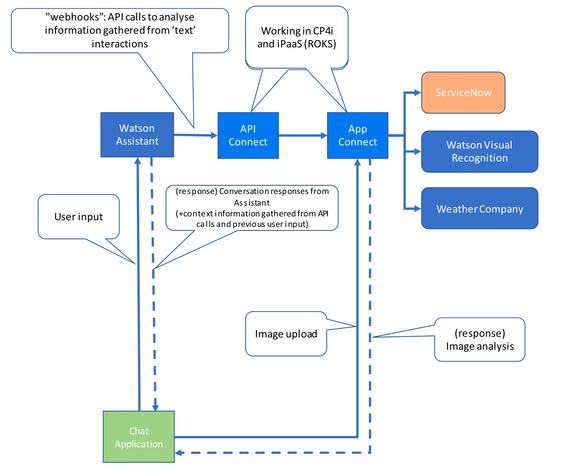 "webhooks": API calls to analyse
information gathered from 'text'
interactions
Working in CP4i
and iPaaS (ROKS)
ServiceNow
Watson
Assistant
API
Connect
App
Connect
Watson Visual
Recognition
Weather Company
(response) Conversation responses from
Assistant
(+context information gathered from API
calls and previous user input)
User input
Image upload
(response)
Image analysis
Chat
Application